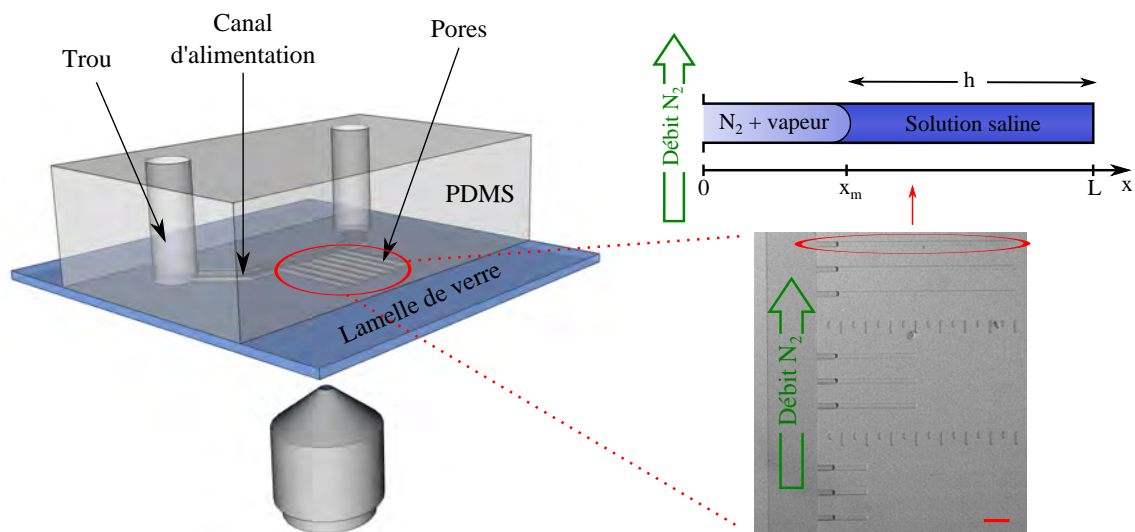 Trou
Canal
d'alimentation
Pores
PDMS
Lamelle de verre
Débit N₂
h
N₂ + vapeur
Solution saline
0
xₘ
L
x
Débit N₂